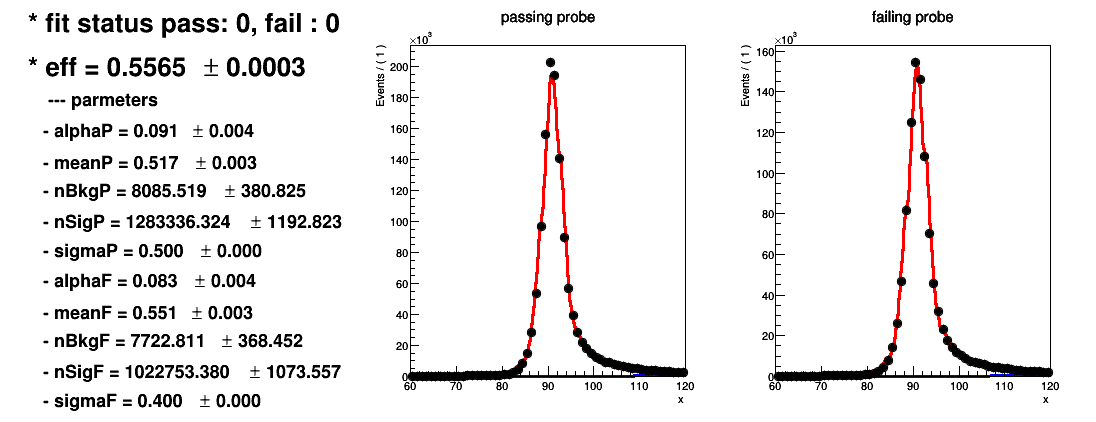 * fit status pass: 0, fail : 0
* eff = 0.5565 ± 0.0003
--- parmeters
- alphaP = 0.091 ± 0.004
- meanP = 0.517 ± 0.003
- nBkgP = 8085.519 ± 380.825
- nSigP = 1283336.324 ± 1192.823
- sigmaP = 0.500 ± 0.000
- alphaF = 0.083 ± 0.004
- meanF = 0.551 ± 0.003
- nBkgF = 7722.811 ± 368.452
- nSigF = 1022753.380 ± 1073.557
- sigmaF = 0.400 ± 0.000
passing probe
×10³
Events / ( 1 )
200
180
160
140
120
100
80
60
40
20
0
60 70 80 90 100 110 120
x
failing probe
×10³
Events / ( 1 )
160
140
120
100
80
60
40
20
0
60 70 80 90 100 110 120
x